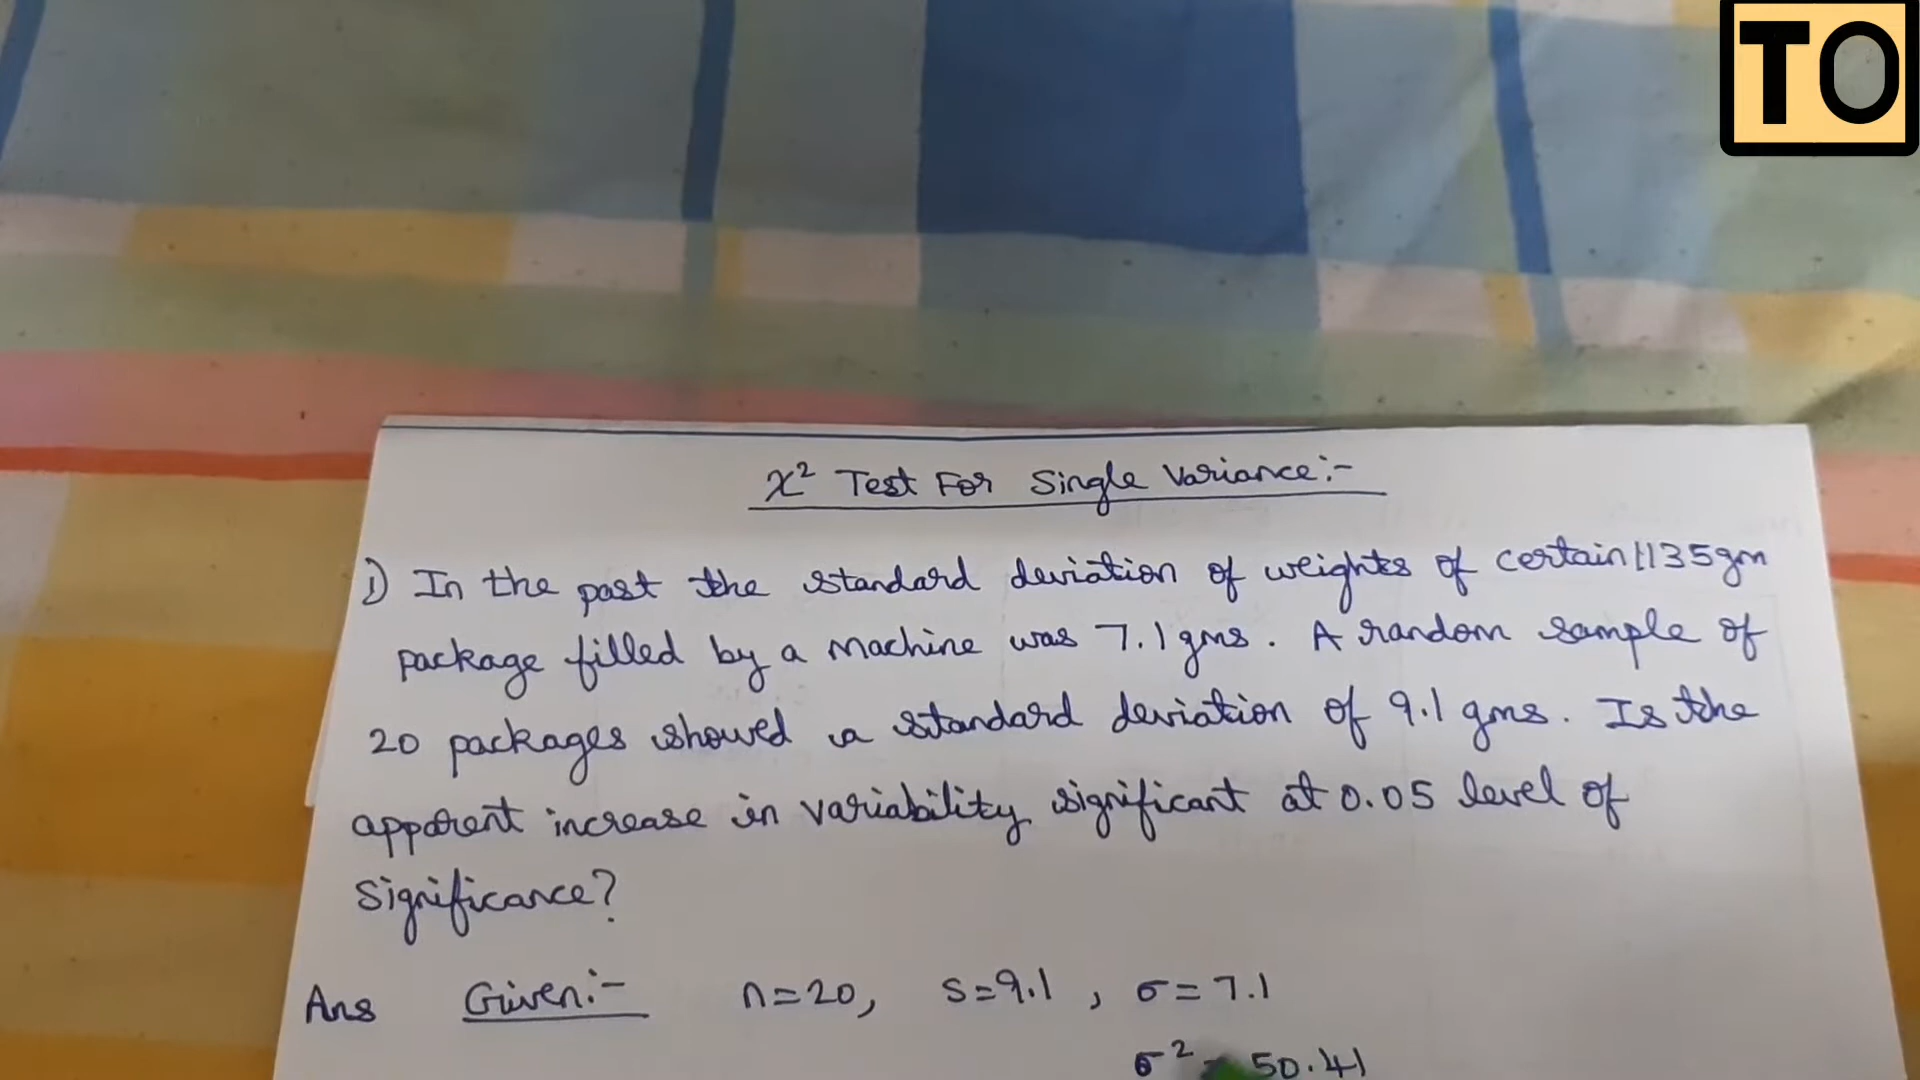 TO
χ² Test For Single Variance:-
1) In the past the standard deviation of weights of certain 1135gm
package filled by a machine was 7.1gms. A random sample of
20 packages showed a standard deviation of 9.1 gms. Is the
apparent increase in variability significant at 0.05 level of
significance?
Ans Given:- n=20, s=9.1, σ=7.1
σ² = 50.41